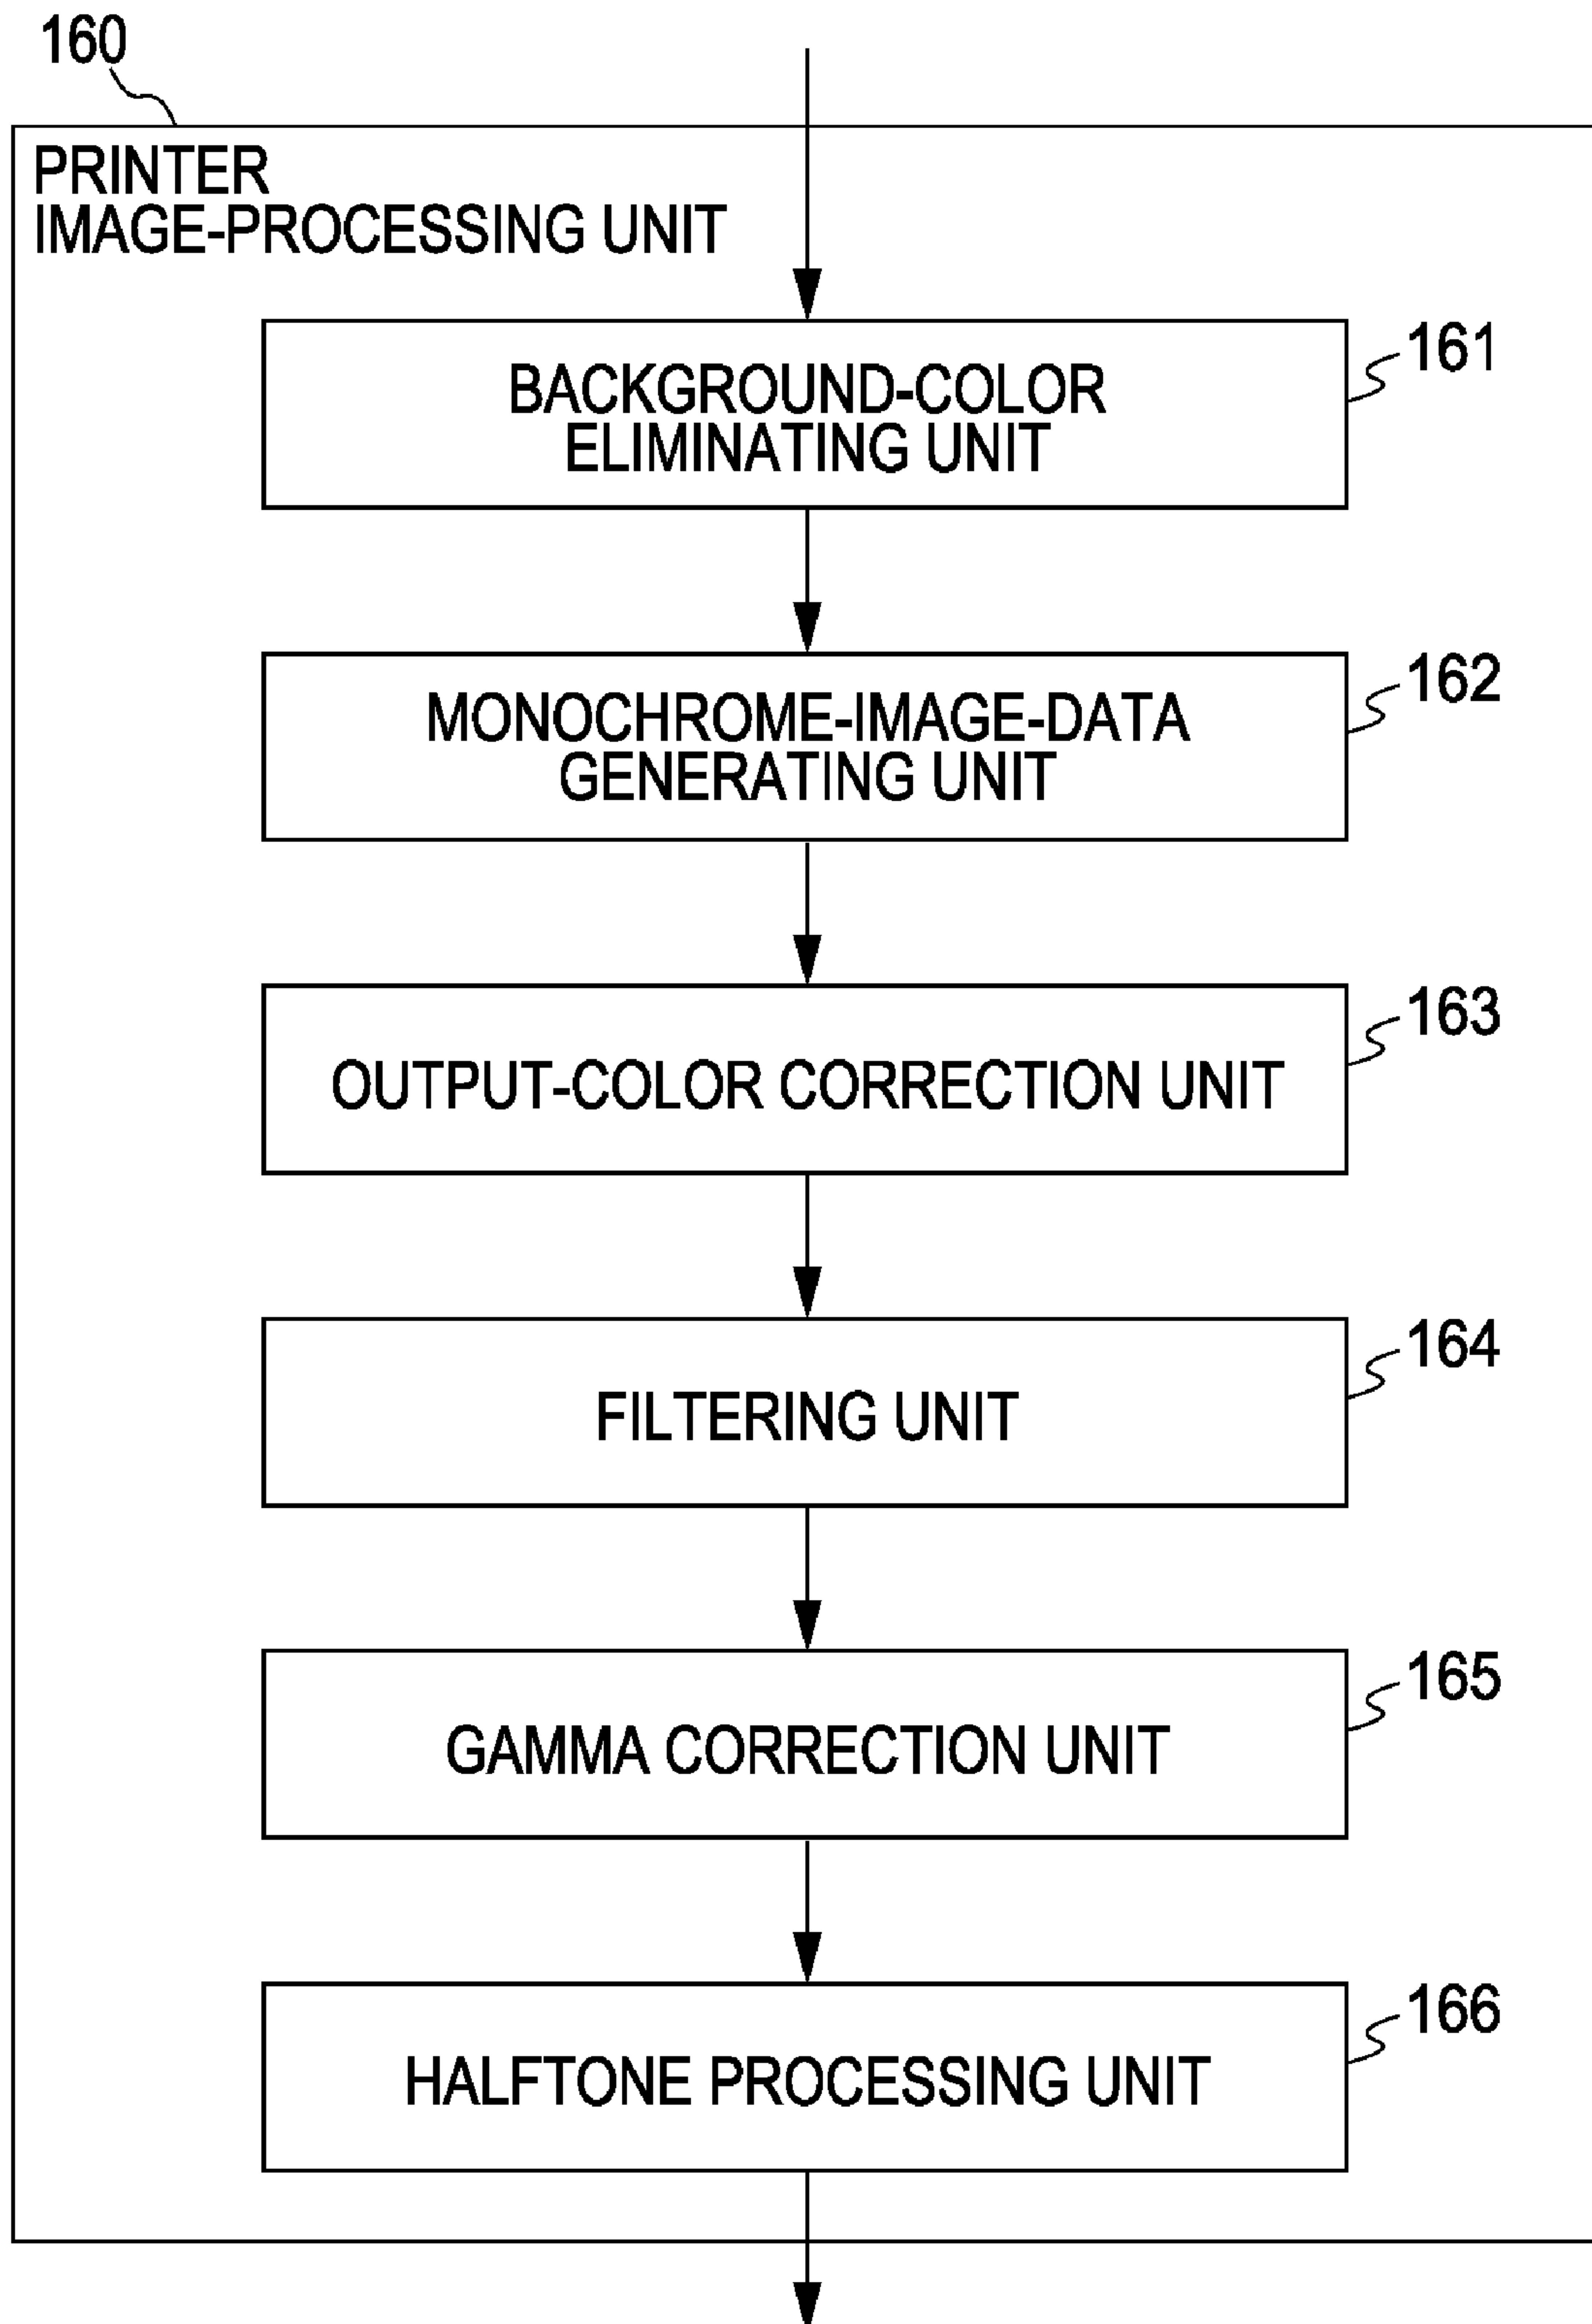 160
PRINTER
IMAGE-PROCESSING UNIT
BACKGROUND-COLOR
ELIMINATING UNIT
161
MONOCHROME-IMAGE-DATA
GENERATING UNIT
162
OUTPUT-COLOR CORRECTION UNIT
163
FILTERING UNIT
164
GAMMA CORRECTION UNIT
165
HALFTONE PROCESSING UNIT
166